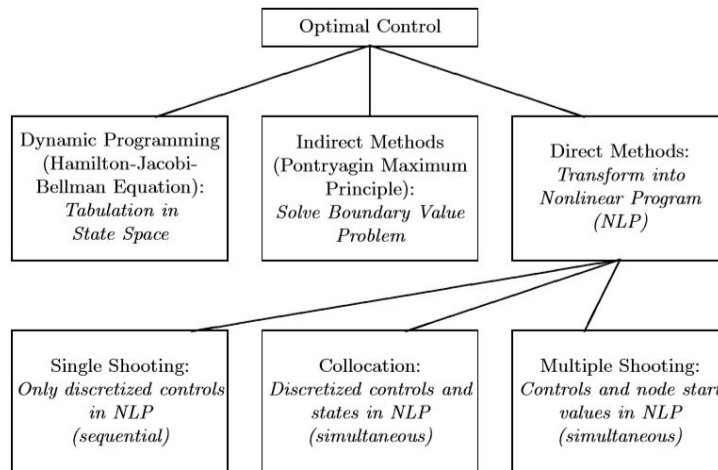 Optimal Control
Dynamic Programming
(Hamilton-Jacobi-
Bellman Equation):
Tabulation in
State Space
Indirect Methods
(Pontryagin Maximum
Principle):
Solve Boundary Value
Problem
Direct Methods:
Transform into
Nonlinear Program
(NLP)
Single Shooting:
Only discretized controls
in NLP
(sequential)
Collocation:
Discretized controls and
states in NLP
(simultaneous)
Multiple Shooting:
Controls and node start
values in NLP
(simultaneous)